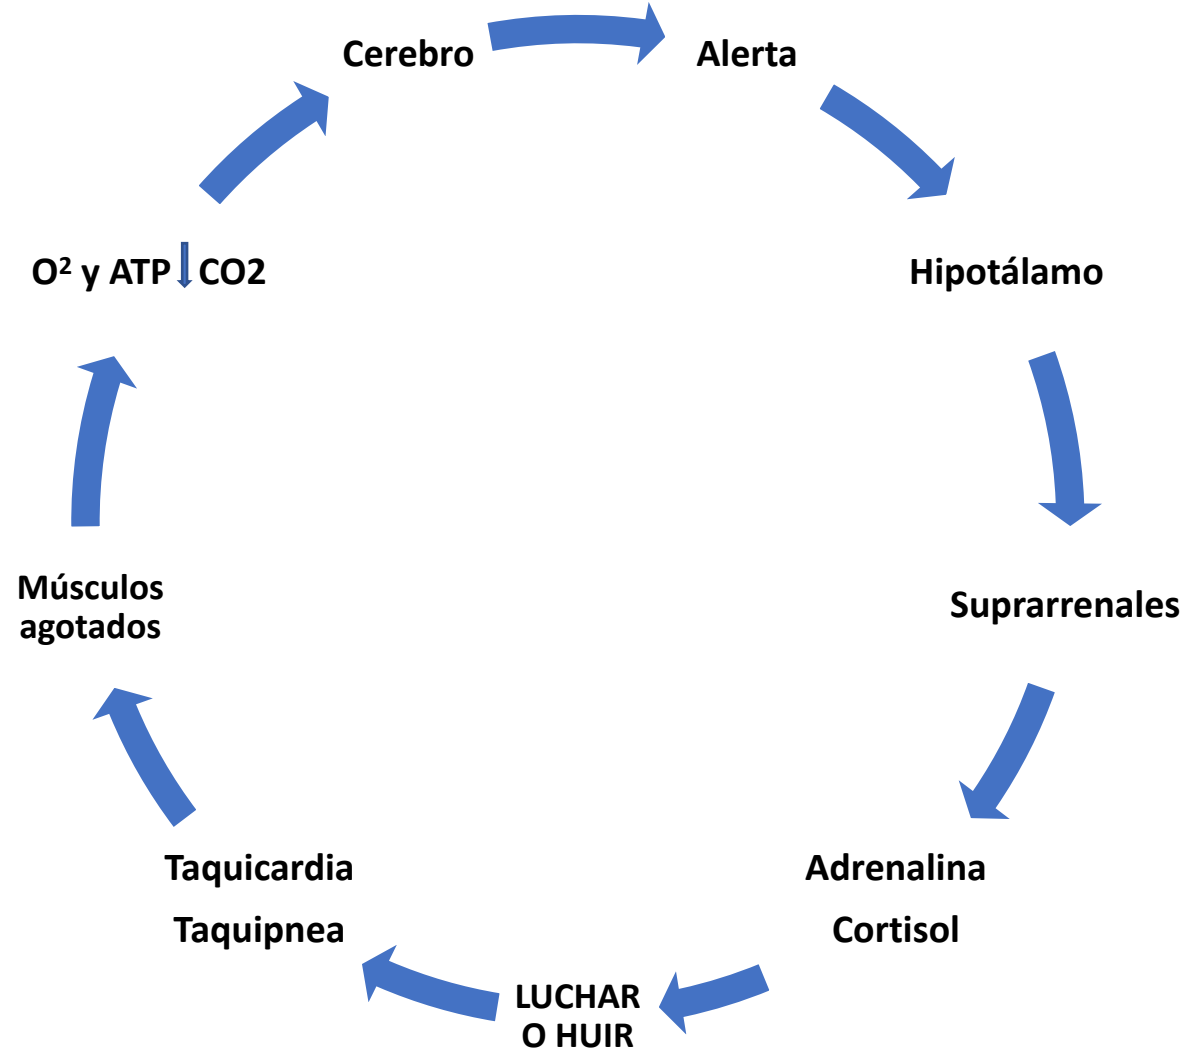 Cerebro
Alerta
Hipotálamo
Suprarrenales
Adrenalina
Cortisol
LUCHAR
O HUIR
Taquicardia
Taquipnea
Músculos
agotados
O² y ATP CO2